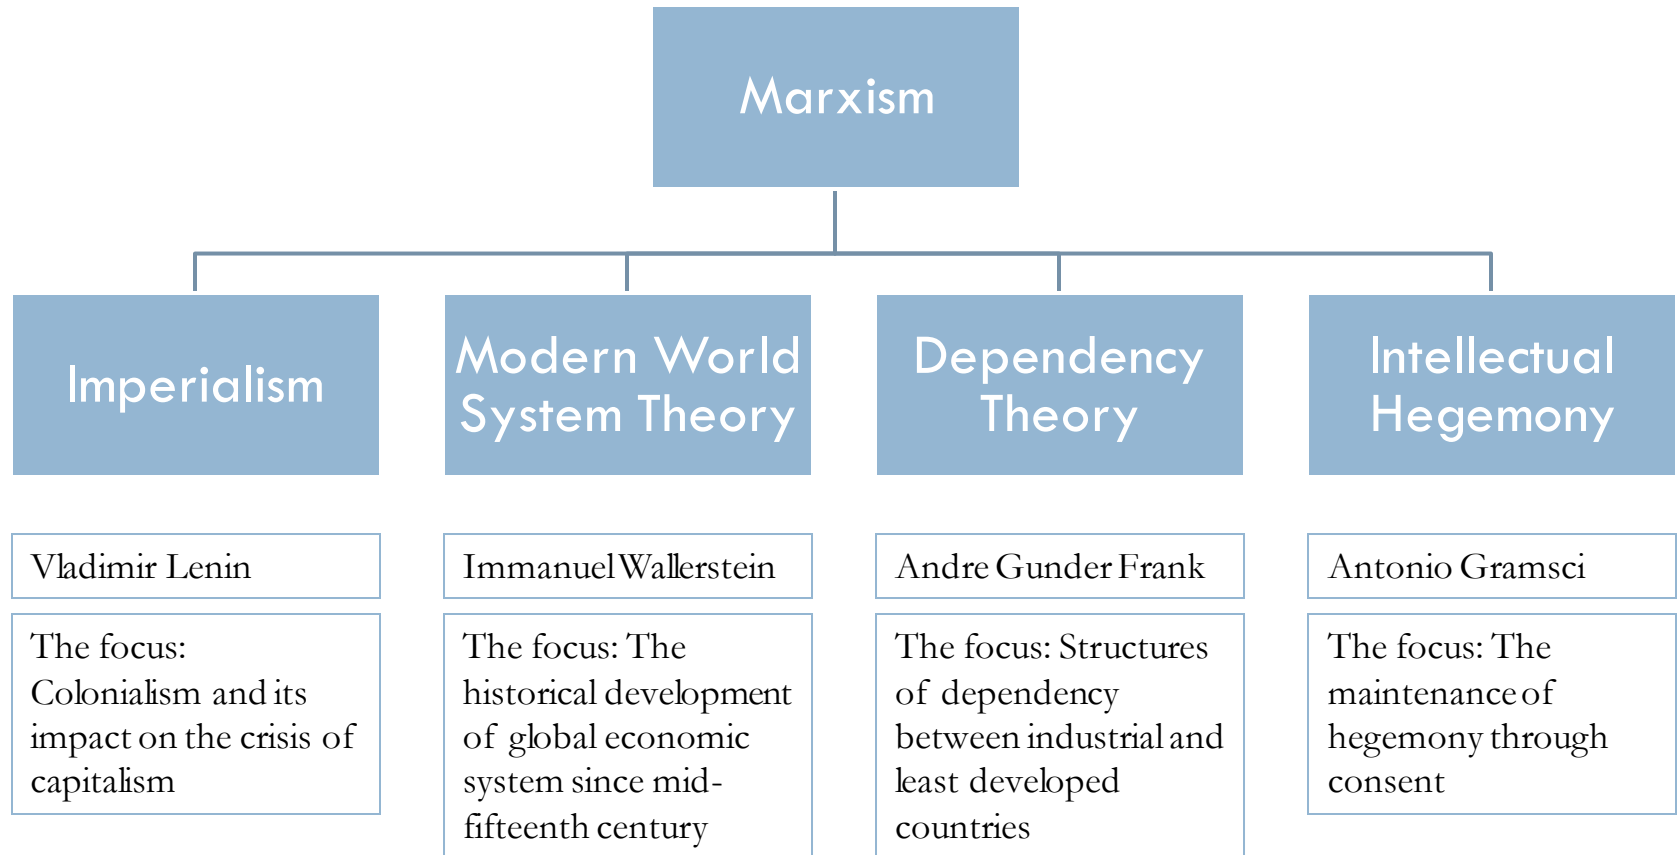 Marxism
Imperialism
Modern World
System Theory
Dependency
Theory
Intellectual
Hegemony
Vladimir Lenin
The focus:
Colonialism and its
impact on the crisis of
capitalism
Immanuel Wallerstein
The focus: The
historical development
of global economic
system since mid-
fifteenth century
Andre Gunder Frank
The focus: Structures
of dependency
between industrial and
least developed
countries
Antonio Gramsci
The focus: The
maintenance of
hegemony through
consent